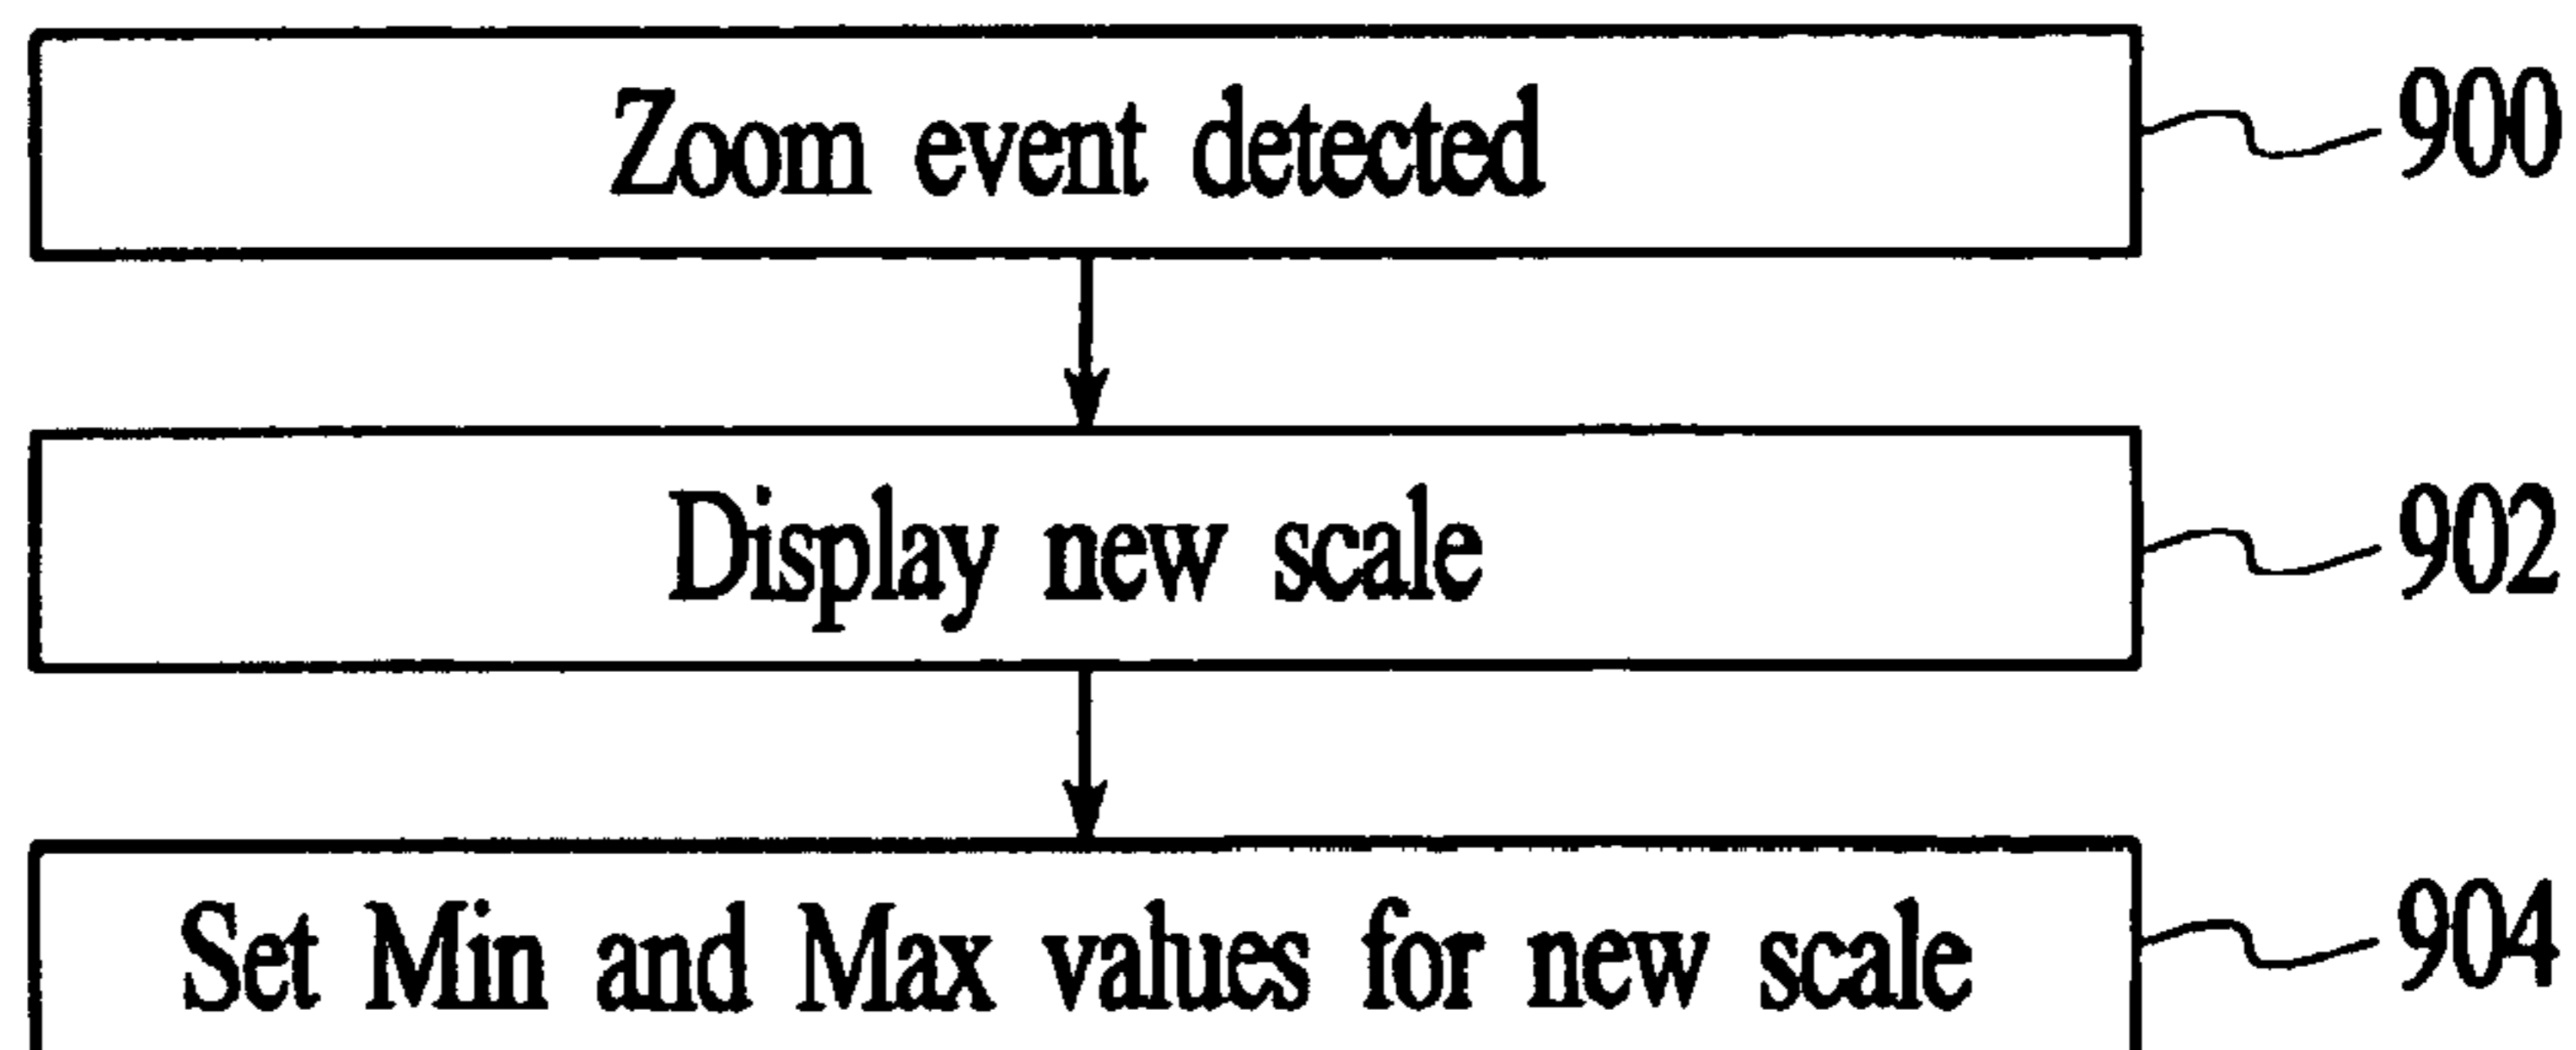 Zoom event detected
900
Display new scale
902
Set Min and Max values for new scale
904